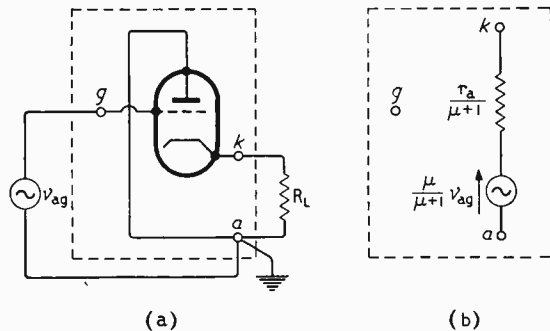 g
k
v_ag
R_L
a
(a)
k
g
r_a/(μ+1)
μ/(μ+1) v_ag
a
(b)